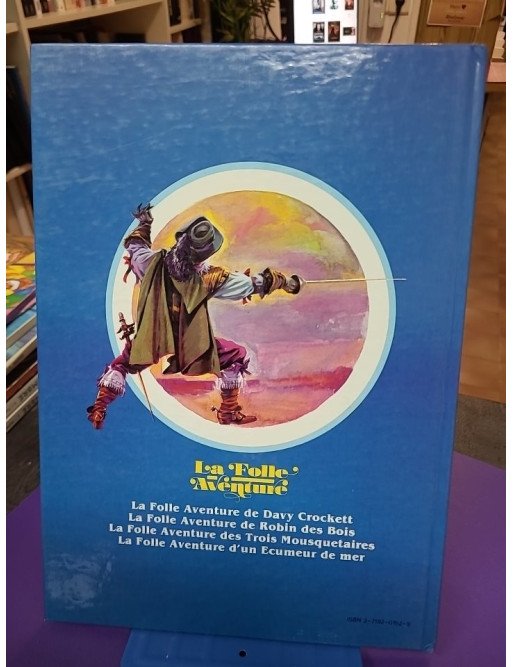 La Folle
Aventure
La Folle Aventure de Davy Crockett
La Folle Aventure de Robin des Bois
La Folle Aventure des Trois Mousquetaires
La Folle Aventure d'un Ecumeur de mer